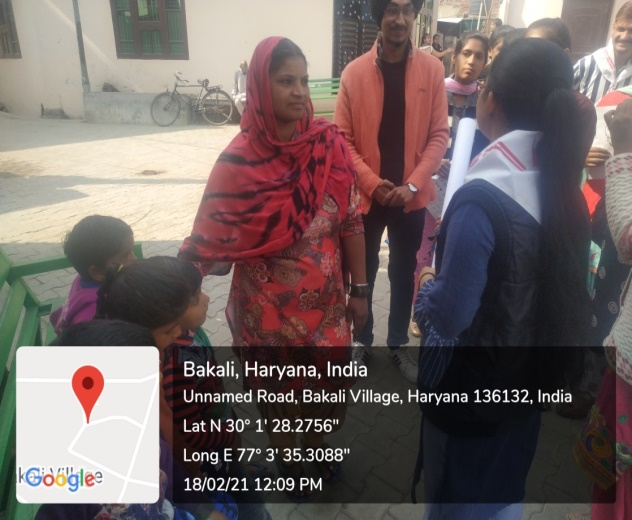 Bakali, Haryana, India
Unnamed Road, Bakali Village, Haryana 136132, India
Lat N 30° 1' 28.2756"
Long E 77° 3' 35.3088"
18/02/21 12:09 PM
Village
Google